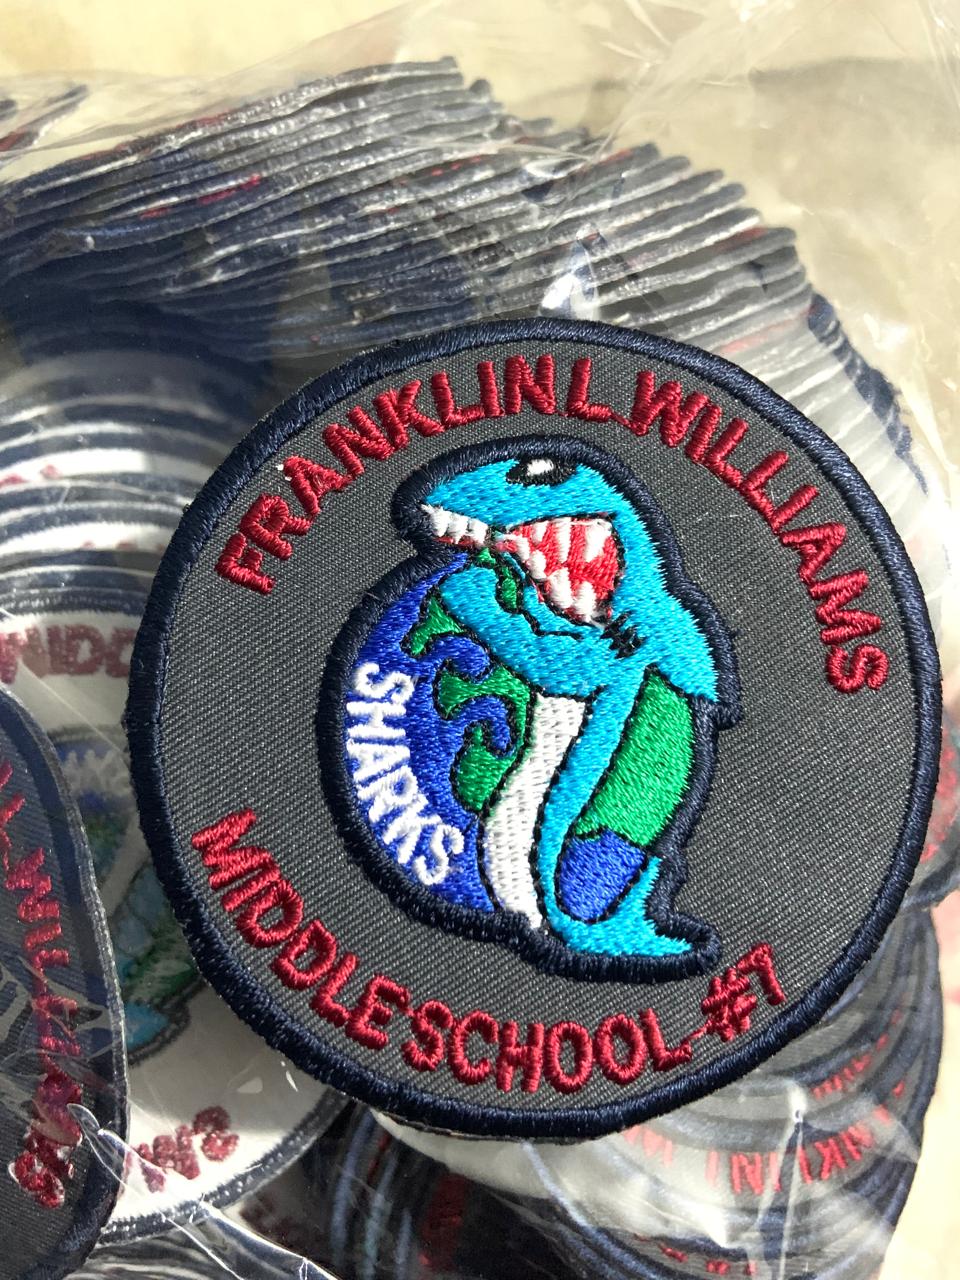 FRANKLIN L. WILLIAMS
SHARKS
MIDDLE SCHOOL #7